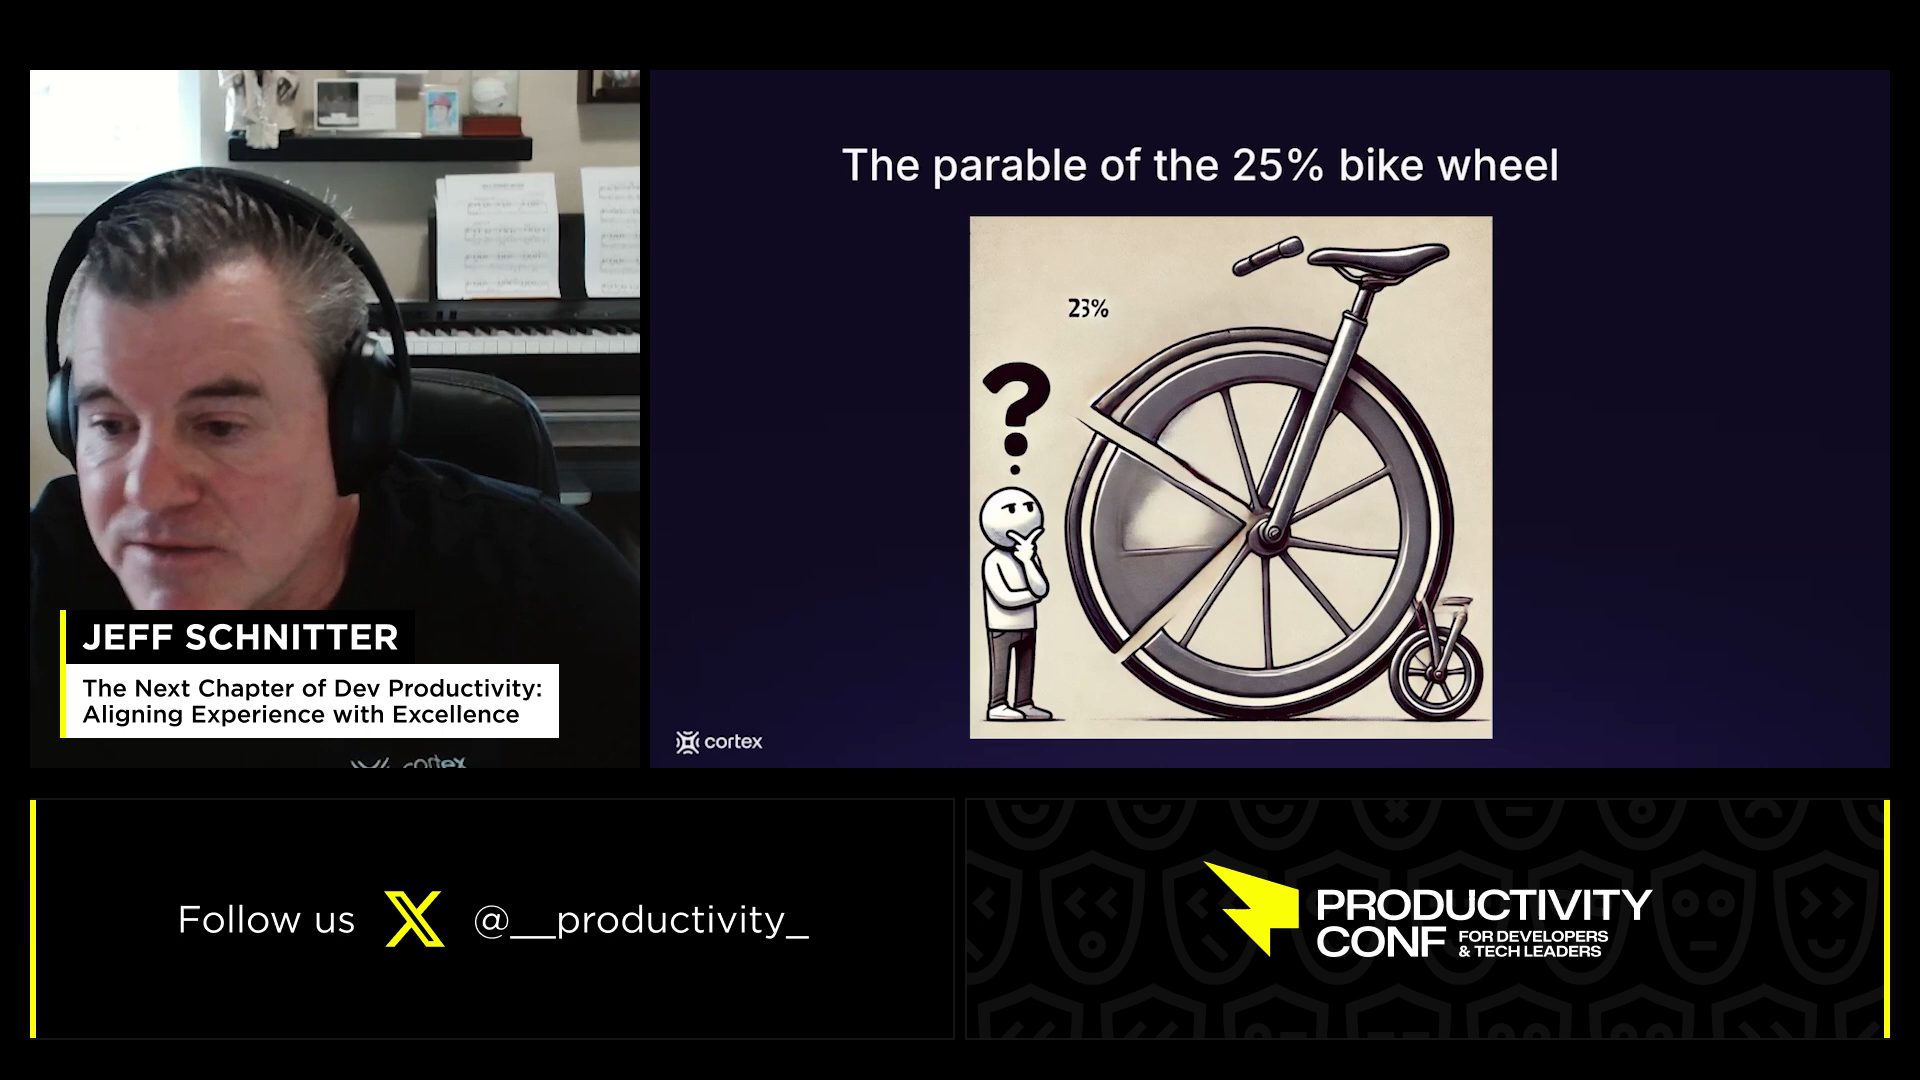 The parable of the 25% bike wheel
23%
?
cortex
JEFF SCHNITTER
The Next Chapter of Dev Productivity:
Aligning Experience with Excellence
cortex
Follow us X @__productivity_
PRODUCTIVITY
CONF FOR DEVELOPERS
& TECH LEADERS